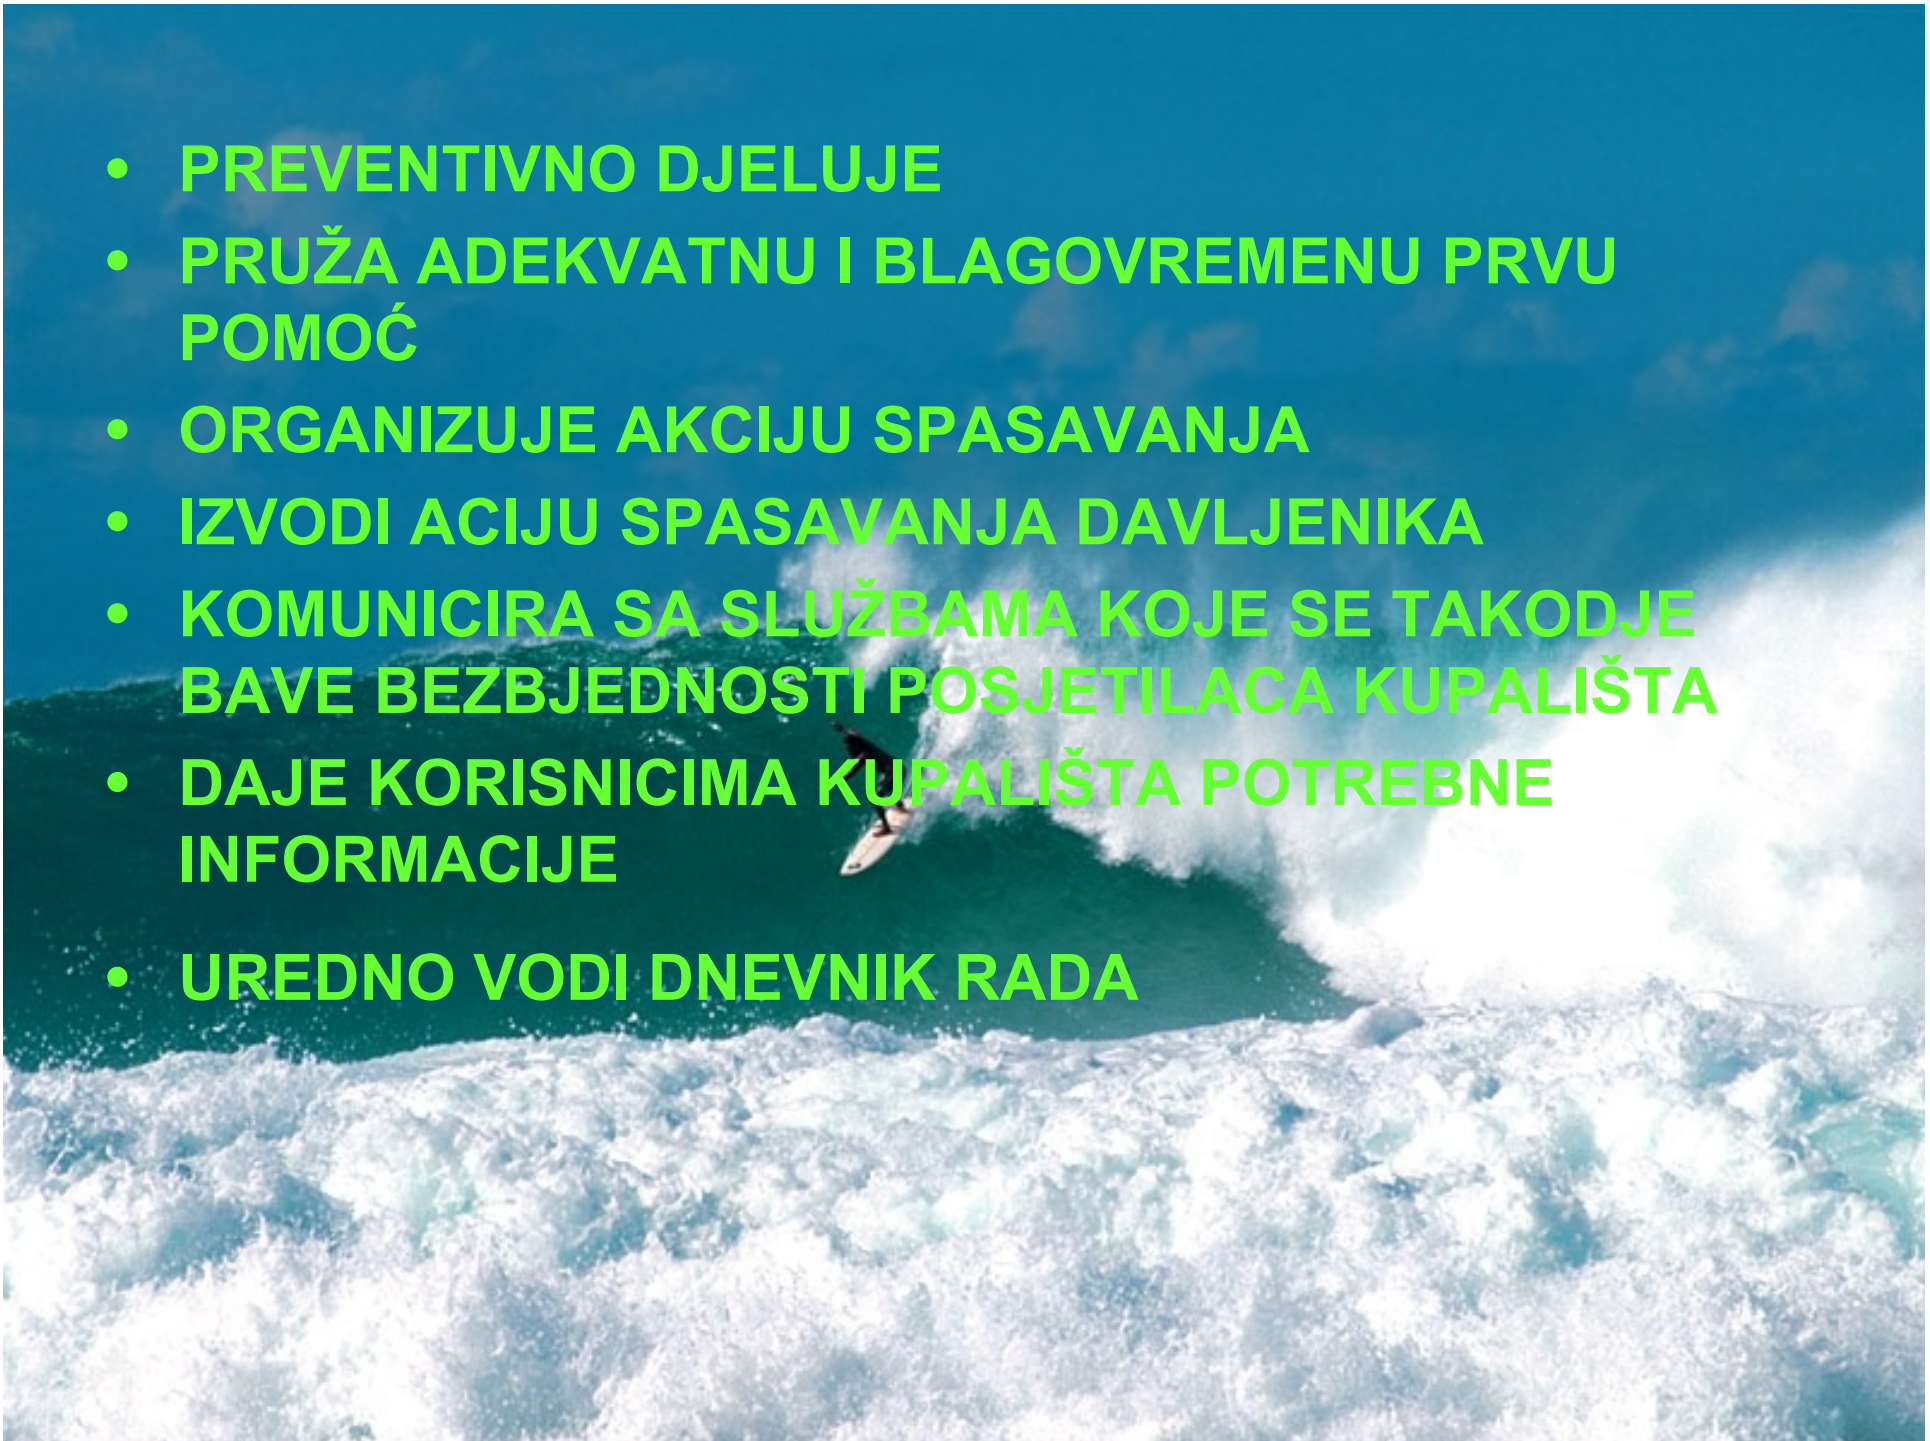 • PREVENTIVNO DJELUJE
• PRUŽA ADEKVATNU I BLAGOVREMENU PRVU
POMOĆ
• ORGANIZUJE AKCIJU SPASAVANJA
• IZVODI ACIJU SPASAVANJA DAVLJENIKA
• KOMUNICIRA SA SLUŽBAMA KOJE SE TAKODJE
BAVE BEZBJEDNOSTI POSJETILACA KUPALIŠTA
• DAJE KORISNICIMA KUPALIŠTA POTREBNE
INFORMACIJE
• UREDNO VODI DNEVNIK RADA